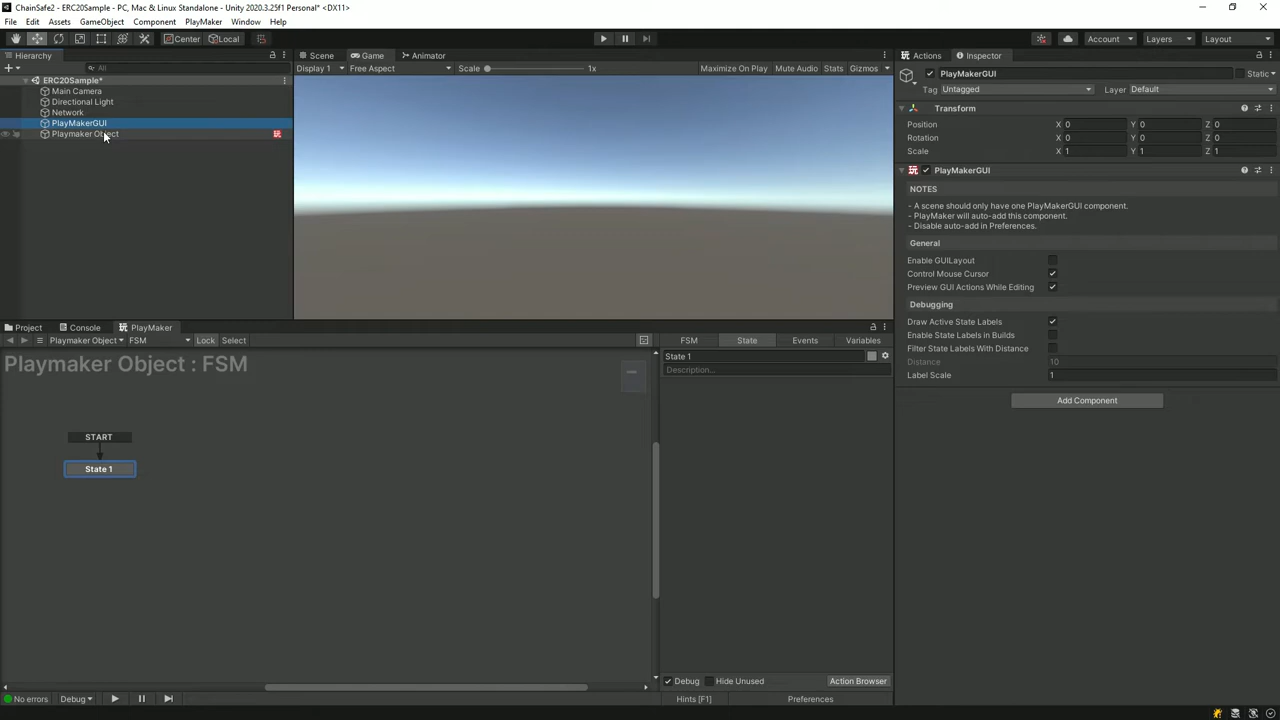 ChainSafe2 - ERC20Sample - PC, Mac & Linux Standalone - Unity 2020.3.25f1 Personal* <DX11>
File Edit Assets GameObject Component PlayMaker Window Help
Center Local Account Layers Layout
Hierarchy Scene Game Animator Actions Inspector
All Display 1 Free Aspect Scale 1x Maximize On Play Mute Audio Stats Gizmos
PlayMakerGUI Static
ERC20Sample*
Tag Untagged Layer Default
Main Camera
Directional Light
Network
PlayMakerGUI
Playmaker Object
Transform
Position X 0 Y 0 Z 0
Rotation X 0 Y 0 Z 0
Scale X 1 Y 1 Z 1
PlayMakerGUI
NOTES
- A scene should only have one PlayMakerGUI component.
- PlayMaker will auto-add this component.
- Disable auto-add in Preferences.
General
Enable GUILayout
Control Mouse Cursor
Preview GUI Actions While Editing
Debugging
Draw Active State Labels
Enable State Labels in Builds
Filter State Labels With Distance
Distance 10
Label Scale 1
Add Component
Project Console PlayMaker
Playmaker Object FSM Lock Select
FSM State Events Variables
Playmaker Object : FSM
State 1
Description...
START
State 1
Debug Hide Unused Action Browser
No errors Debug Hints [F1] Preferences